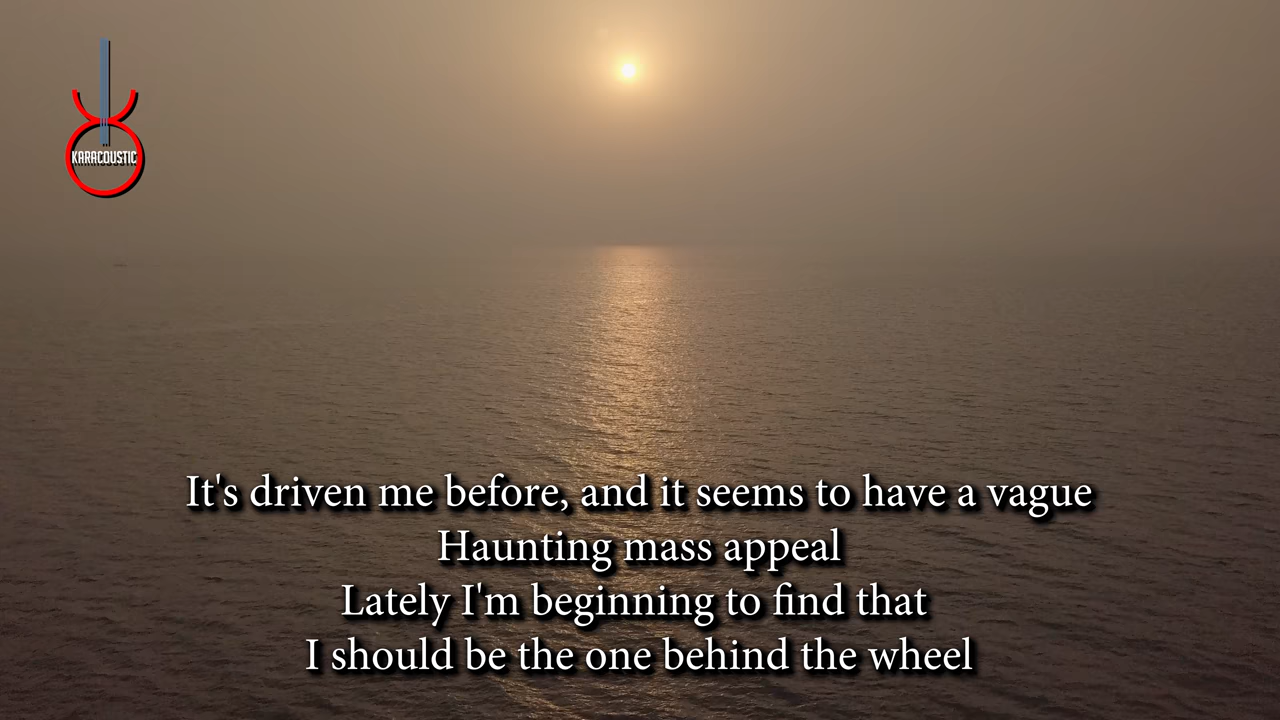 KARACOUSTIC
It's driven me before, and it seems to have a vague
Haunting mass appeal
Lately I'm beginning to find that
I should be the one behind the wheel